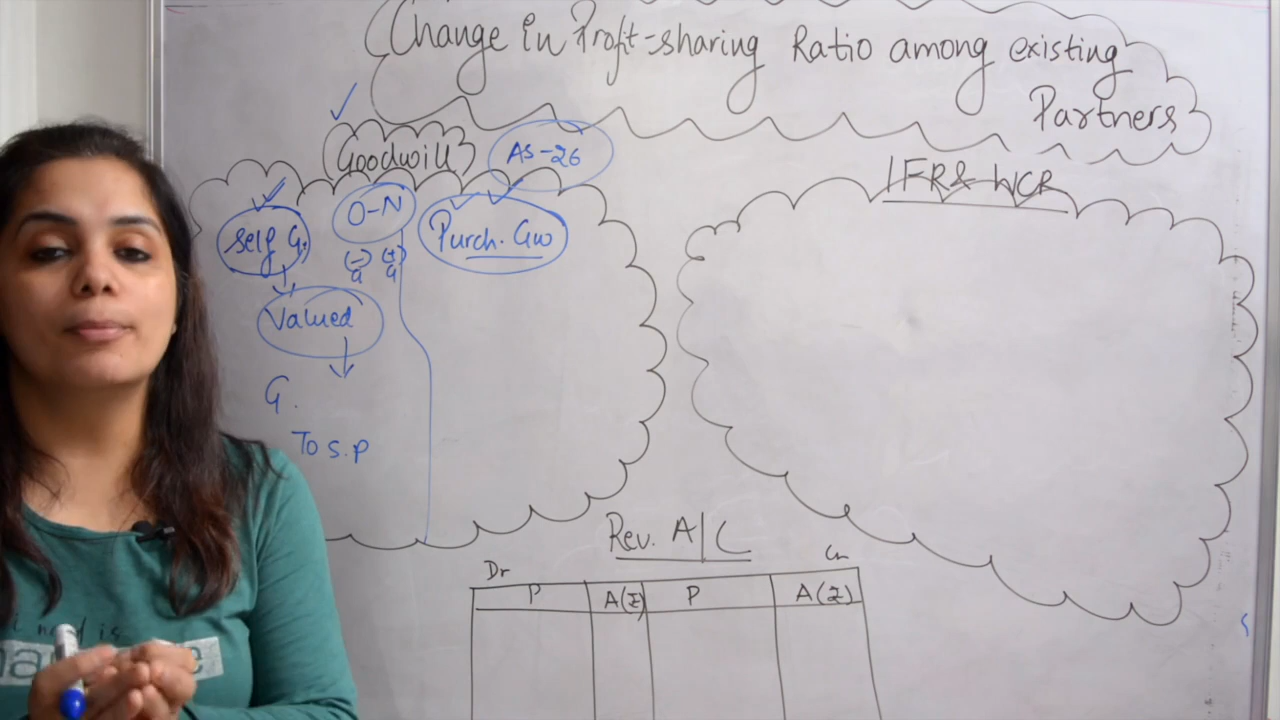 Change in Profit-sharing Ratio among existing
Partners
Goodwill
AS-26
IFR & WCR
Self G.
O-N
Purch. Gw
(-) (+)
G G
Valued
G.
To S.P
Rev. A/C
Dr
Cr
P A(₹) P A(₹)